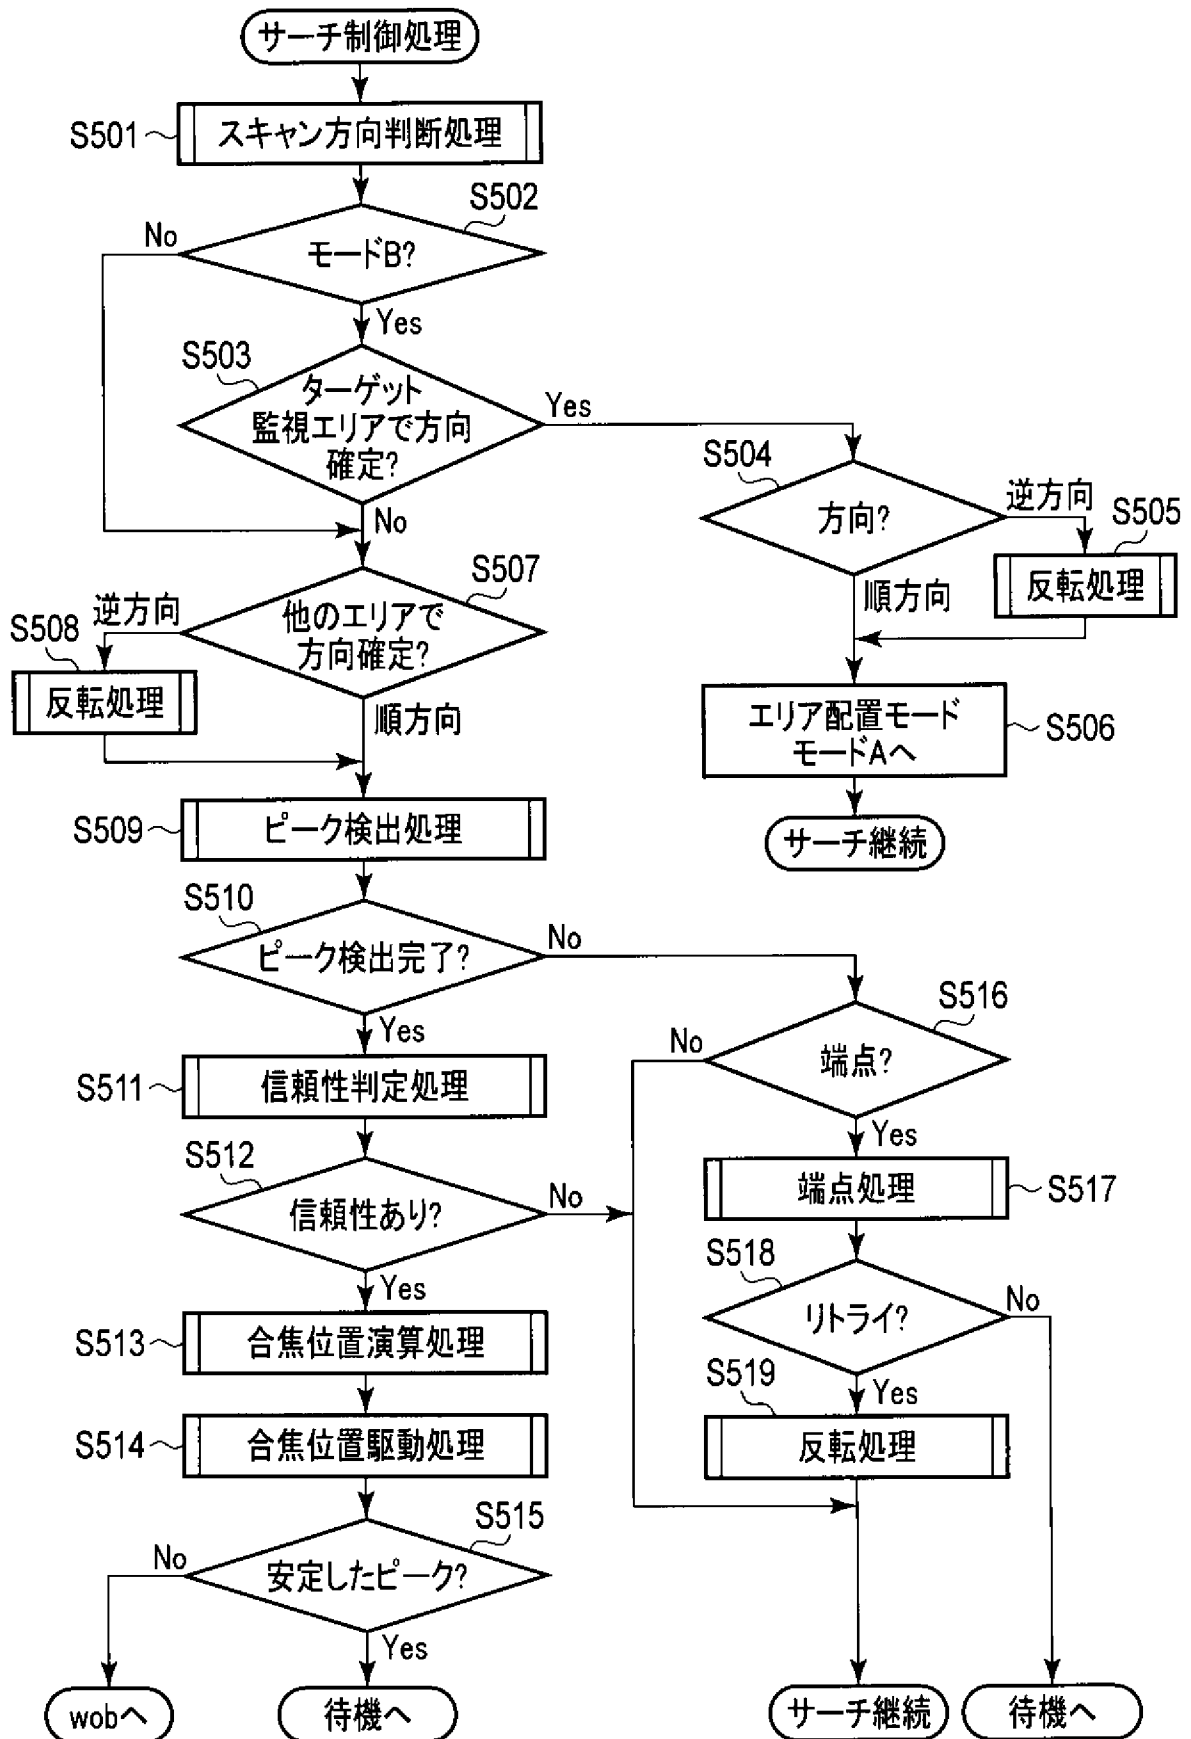 サーチ制御処理
S501
スキャン方向判断処理
S502
No
モードB?
Yes
S503
ターゲット
監視エリアで方向
確定?
Yes
No
S504
方向?
逆方向
S505
反転処理
順方向
エリア配置モード
モードAへ
S506
サーチ継続
S507
他のエリアで
方向確定?
逆方向
S508
反転処理
順方向
S509
ピーク検出処理
S510
ピーク検出完了?
No
Yes
S511
信頼性判定処理
S512
信頼性あり?
No
Yes
S513
合焦位置演算処理
S514
合焦位置駆動処理
S515
安定したピーク?
No
Yes
wobへ
待機へ
S516
端点?
No
Yes
端点処理
S517
S518
リトライ?
No
Yes
S519
反転処理
サーチ継続
待機へ